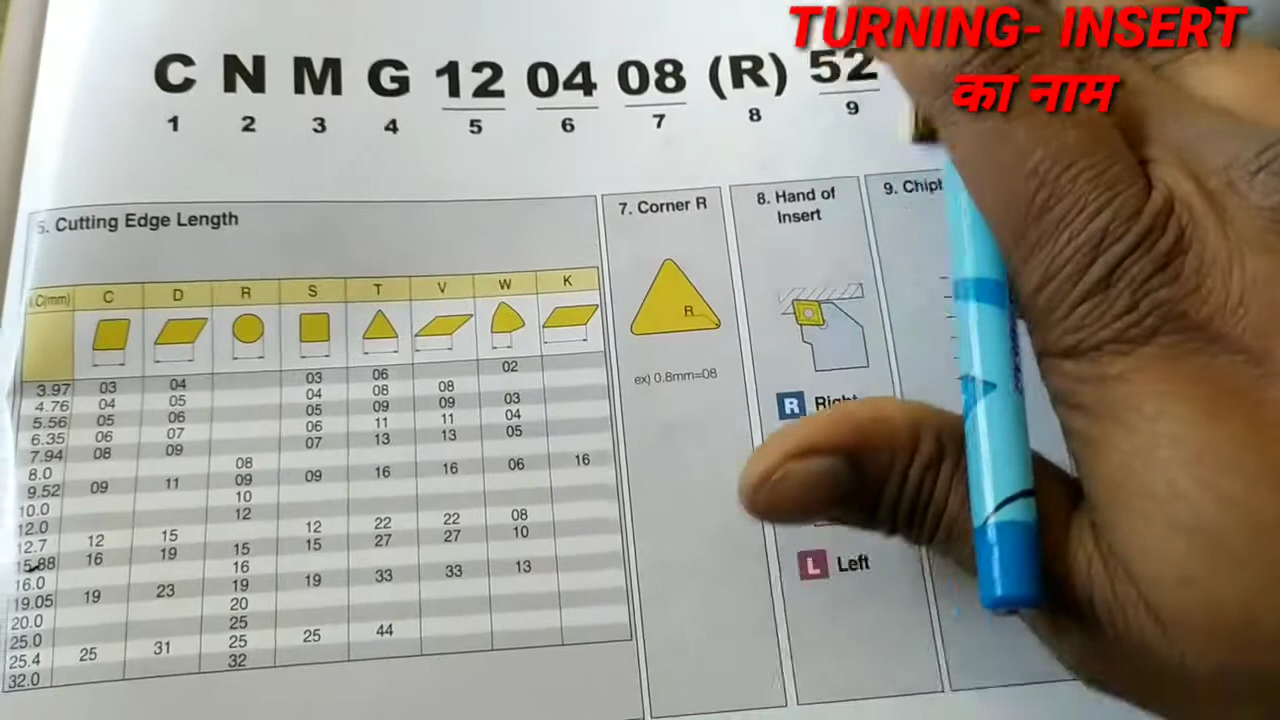 TURNING- INSERT
का नाम
C N M G 12 04 08 (R) 52
1 2 3 4 5 6 7 8 9
5. Cutting Edge Length
I.C(mm) C D R S T V W K
3.97 03 04 03 06 02
4.76 04 05 04 08 08
5.56 05 06 05 09 09 03
6.35 06 07 06 11 11 04
7.94 08 09 07 13 13 05
8.0 08
9.52 09 11 09 09 16 16 06 16
10.0 10
12.0 12
12.7 12 15 12 22 22 08
15.88 16 19 15 15 27 27 10
16.0 16
19.05 19 23 19 19 33 33 13
20.0 20
25.0 25
25.4 25 31 25 25 44
32.0 32
7. Corner R
R
ex) 0.8mm=08
8. Hand of
Insert
R
L Left
9.